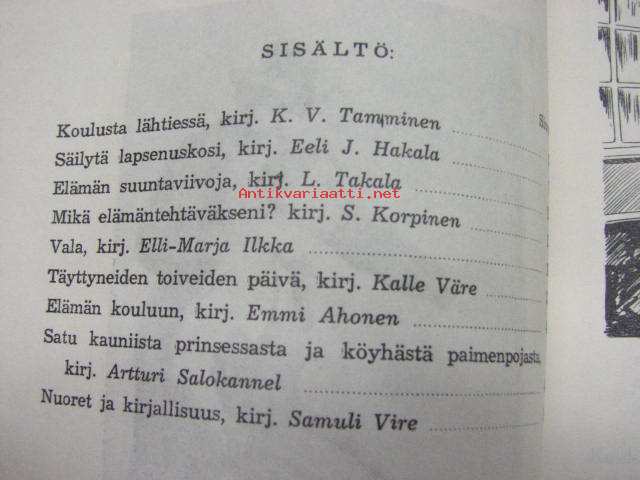 SISÄLTÖ:
Koulusta lähtiessä, kirj. K. V. Tamminen
Säilytä lapsenuskosi, kirj. Eeli J. Hakala
Elämän suuntaviivoja, kirj. L. Takala
Antikvariaatti.net
Mikä elämäntehtäväkseni? kirj. S. Korpinen
Vala, kirj. Elli-Marja Ilkka
Täyttyneiden toiveiden päivä, kirj. Kalle Väre
Elämän kouluun, kirj. Emmi Ahonen
Satu kauniista prinsessasta ja köyhästä paimenpojasta,
kirj. Artturi Salokannel
Nuoret ja kirjallisuus, kirj. Samuli Vire